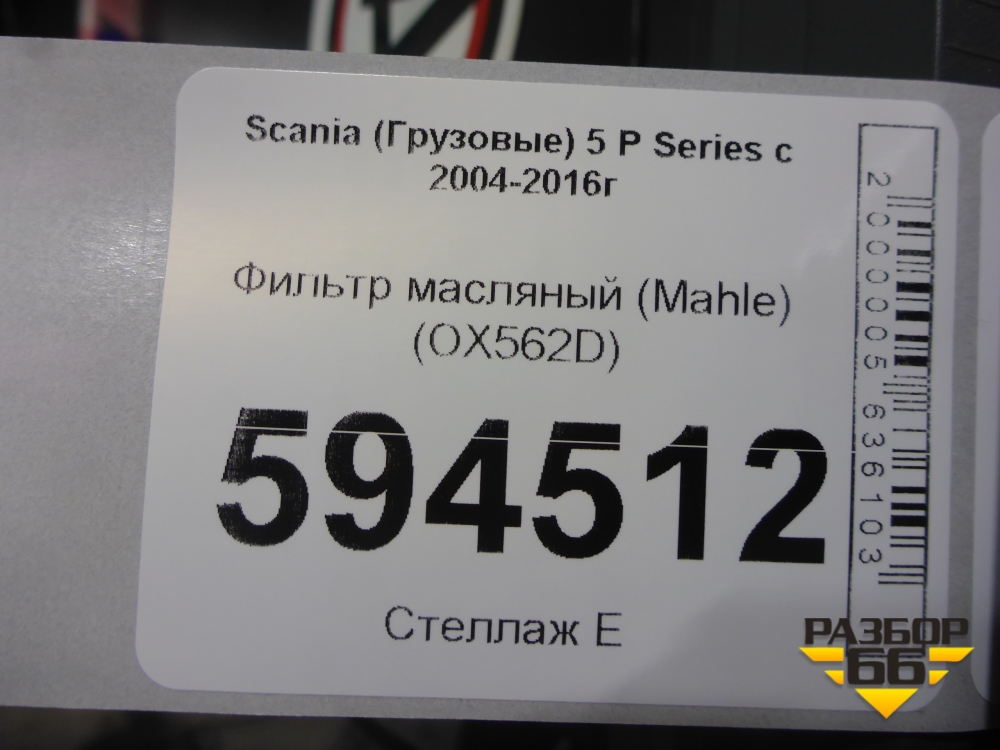 Scania (Грузовые) 5 P Series с
2004-2016г
Фильтр масляный (Mahle)
(OX562D)
594512
Стеллаж Е
2000005636103
РАЗБОР
66